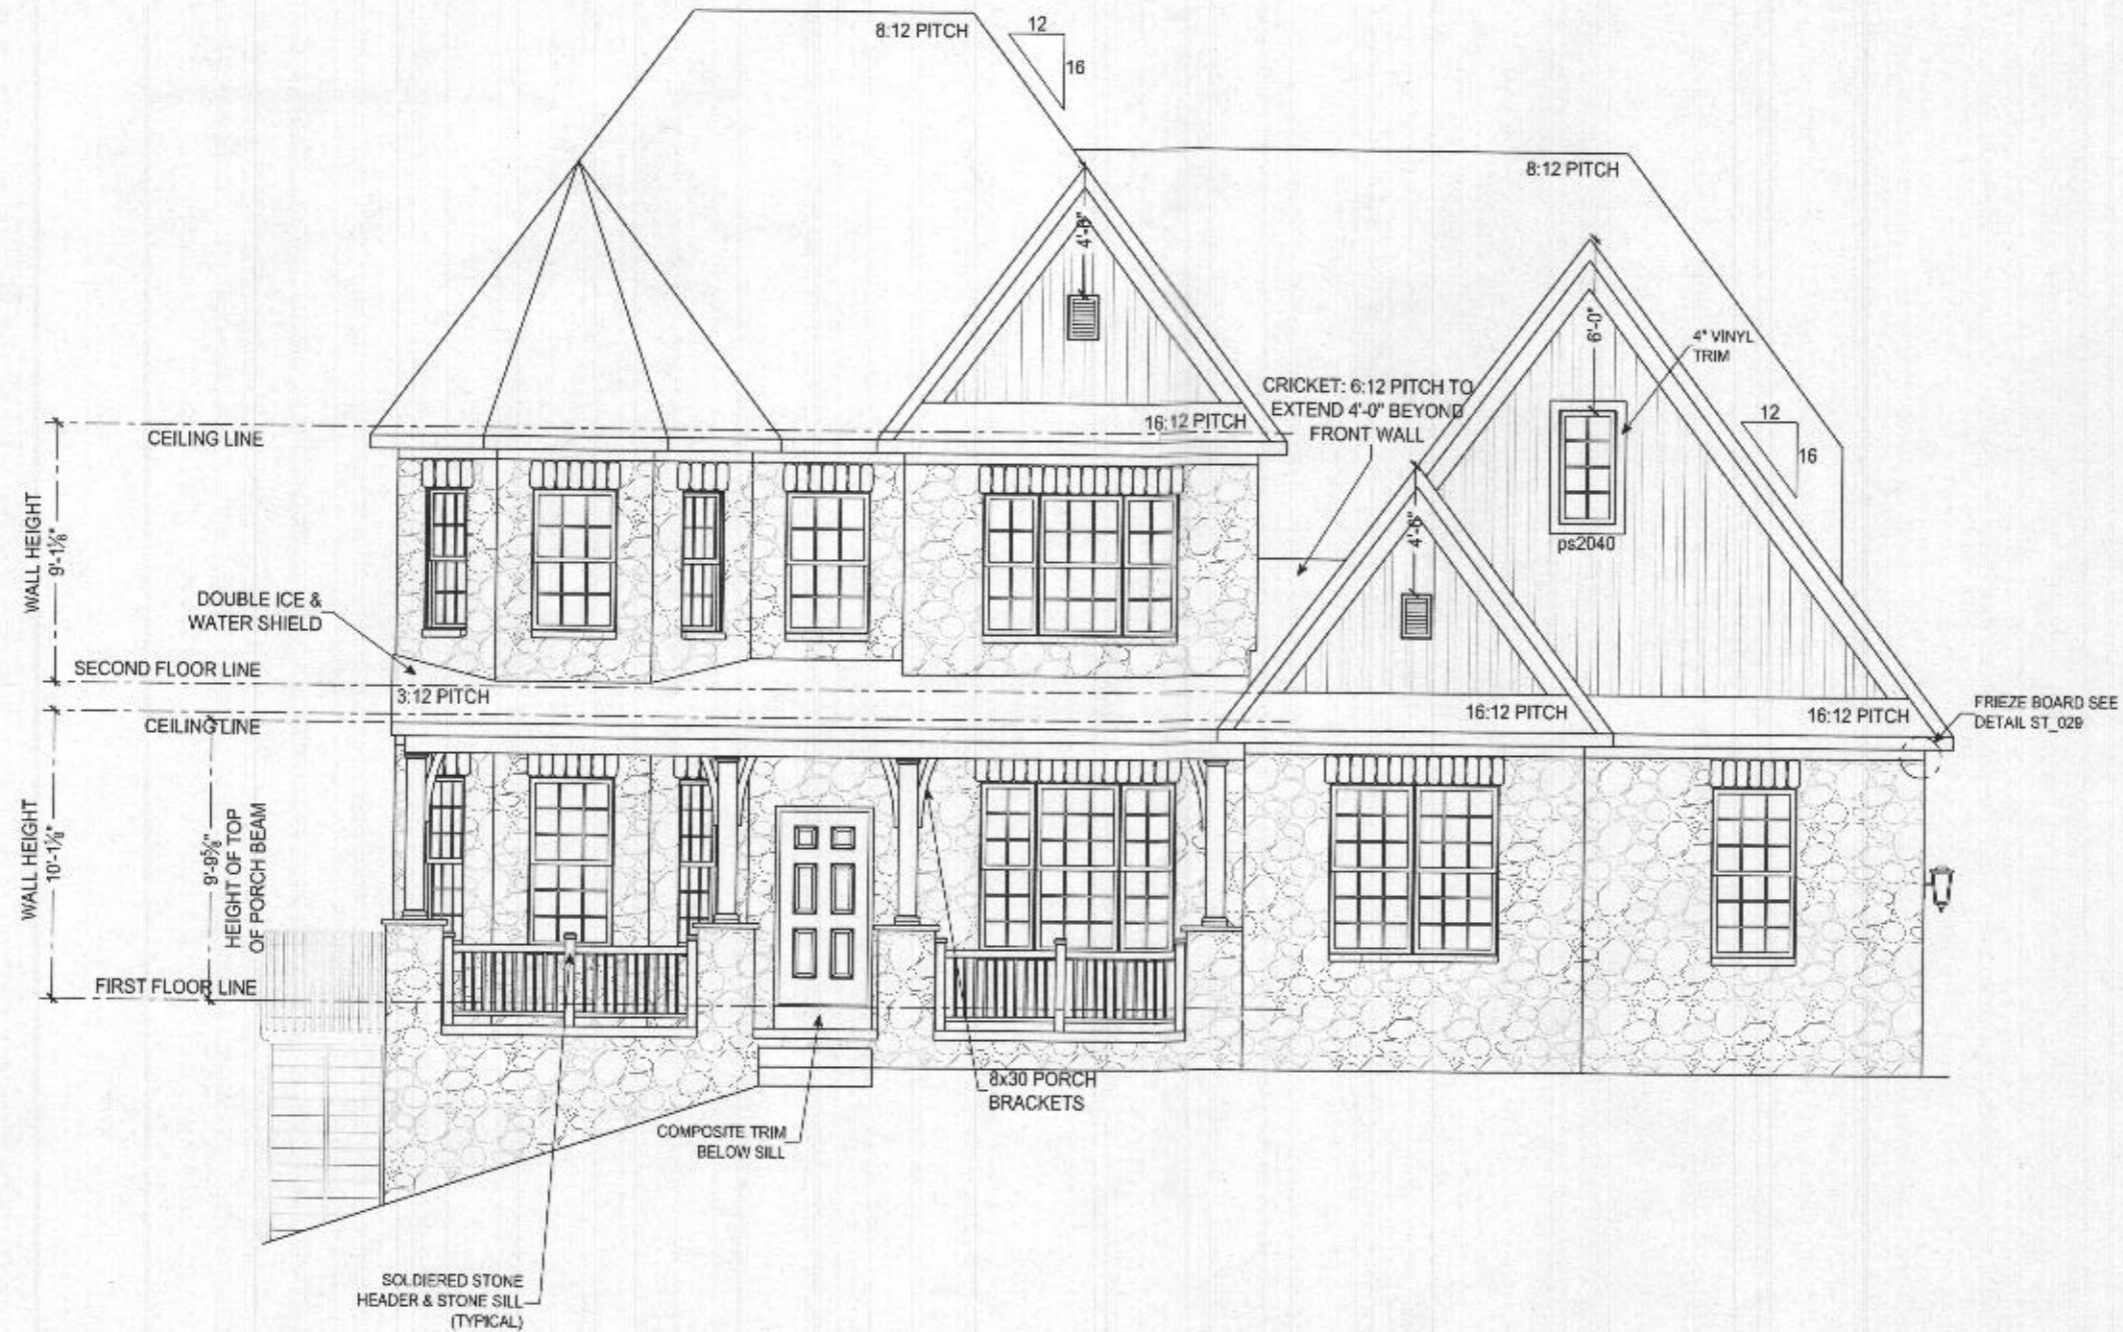 8:12 PITCH
12
16
8:12 PITCH
4'-6"
6'-0"
4" VINYL
TRIM
CRICKET: 6:12 PITCH TO
EXTEND 4'-0" BEYOND
FRONT WALL
12
16
CEILING LINE
16:12 PITCH
WALL HEIGHT
9'-1⅛"
4'-6"
ps2040
DOUBLE ICE &
WATER SHIELD
SECOND FLOOR LINE
3:12 PITCH
CEILING LINE
16:12 PITCH
16:12 PITCH
FRIEZE BOARD SEE
DETAIL ST_029
WALL HEIGHT
10'-1⅛"
9'-9⅝"
HEIGHT OF TOP
OF PORCH BEAM
FIRST FLOOR LINE
8x30 PORCH
BRACKETS
COMPOSITE TRIM
BELOW SILL
SOLDIERED STONE
HEADER & STONE SILL
(TYPICAL)